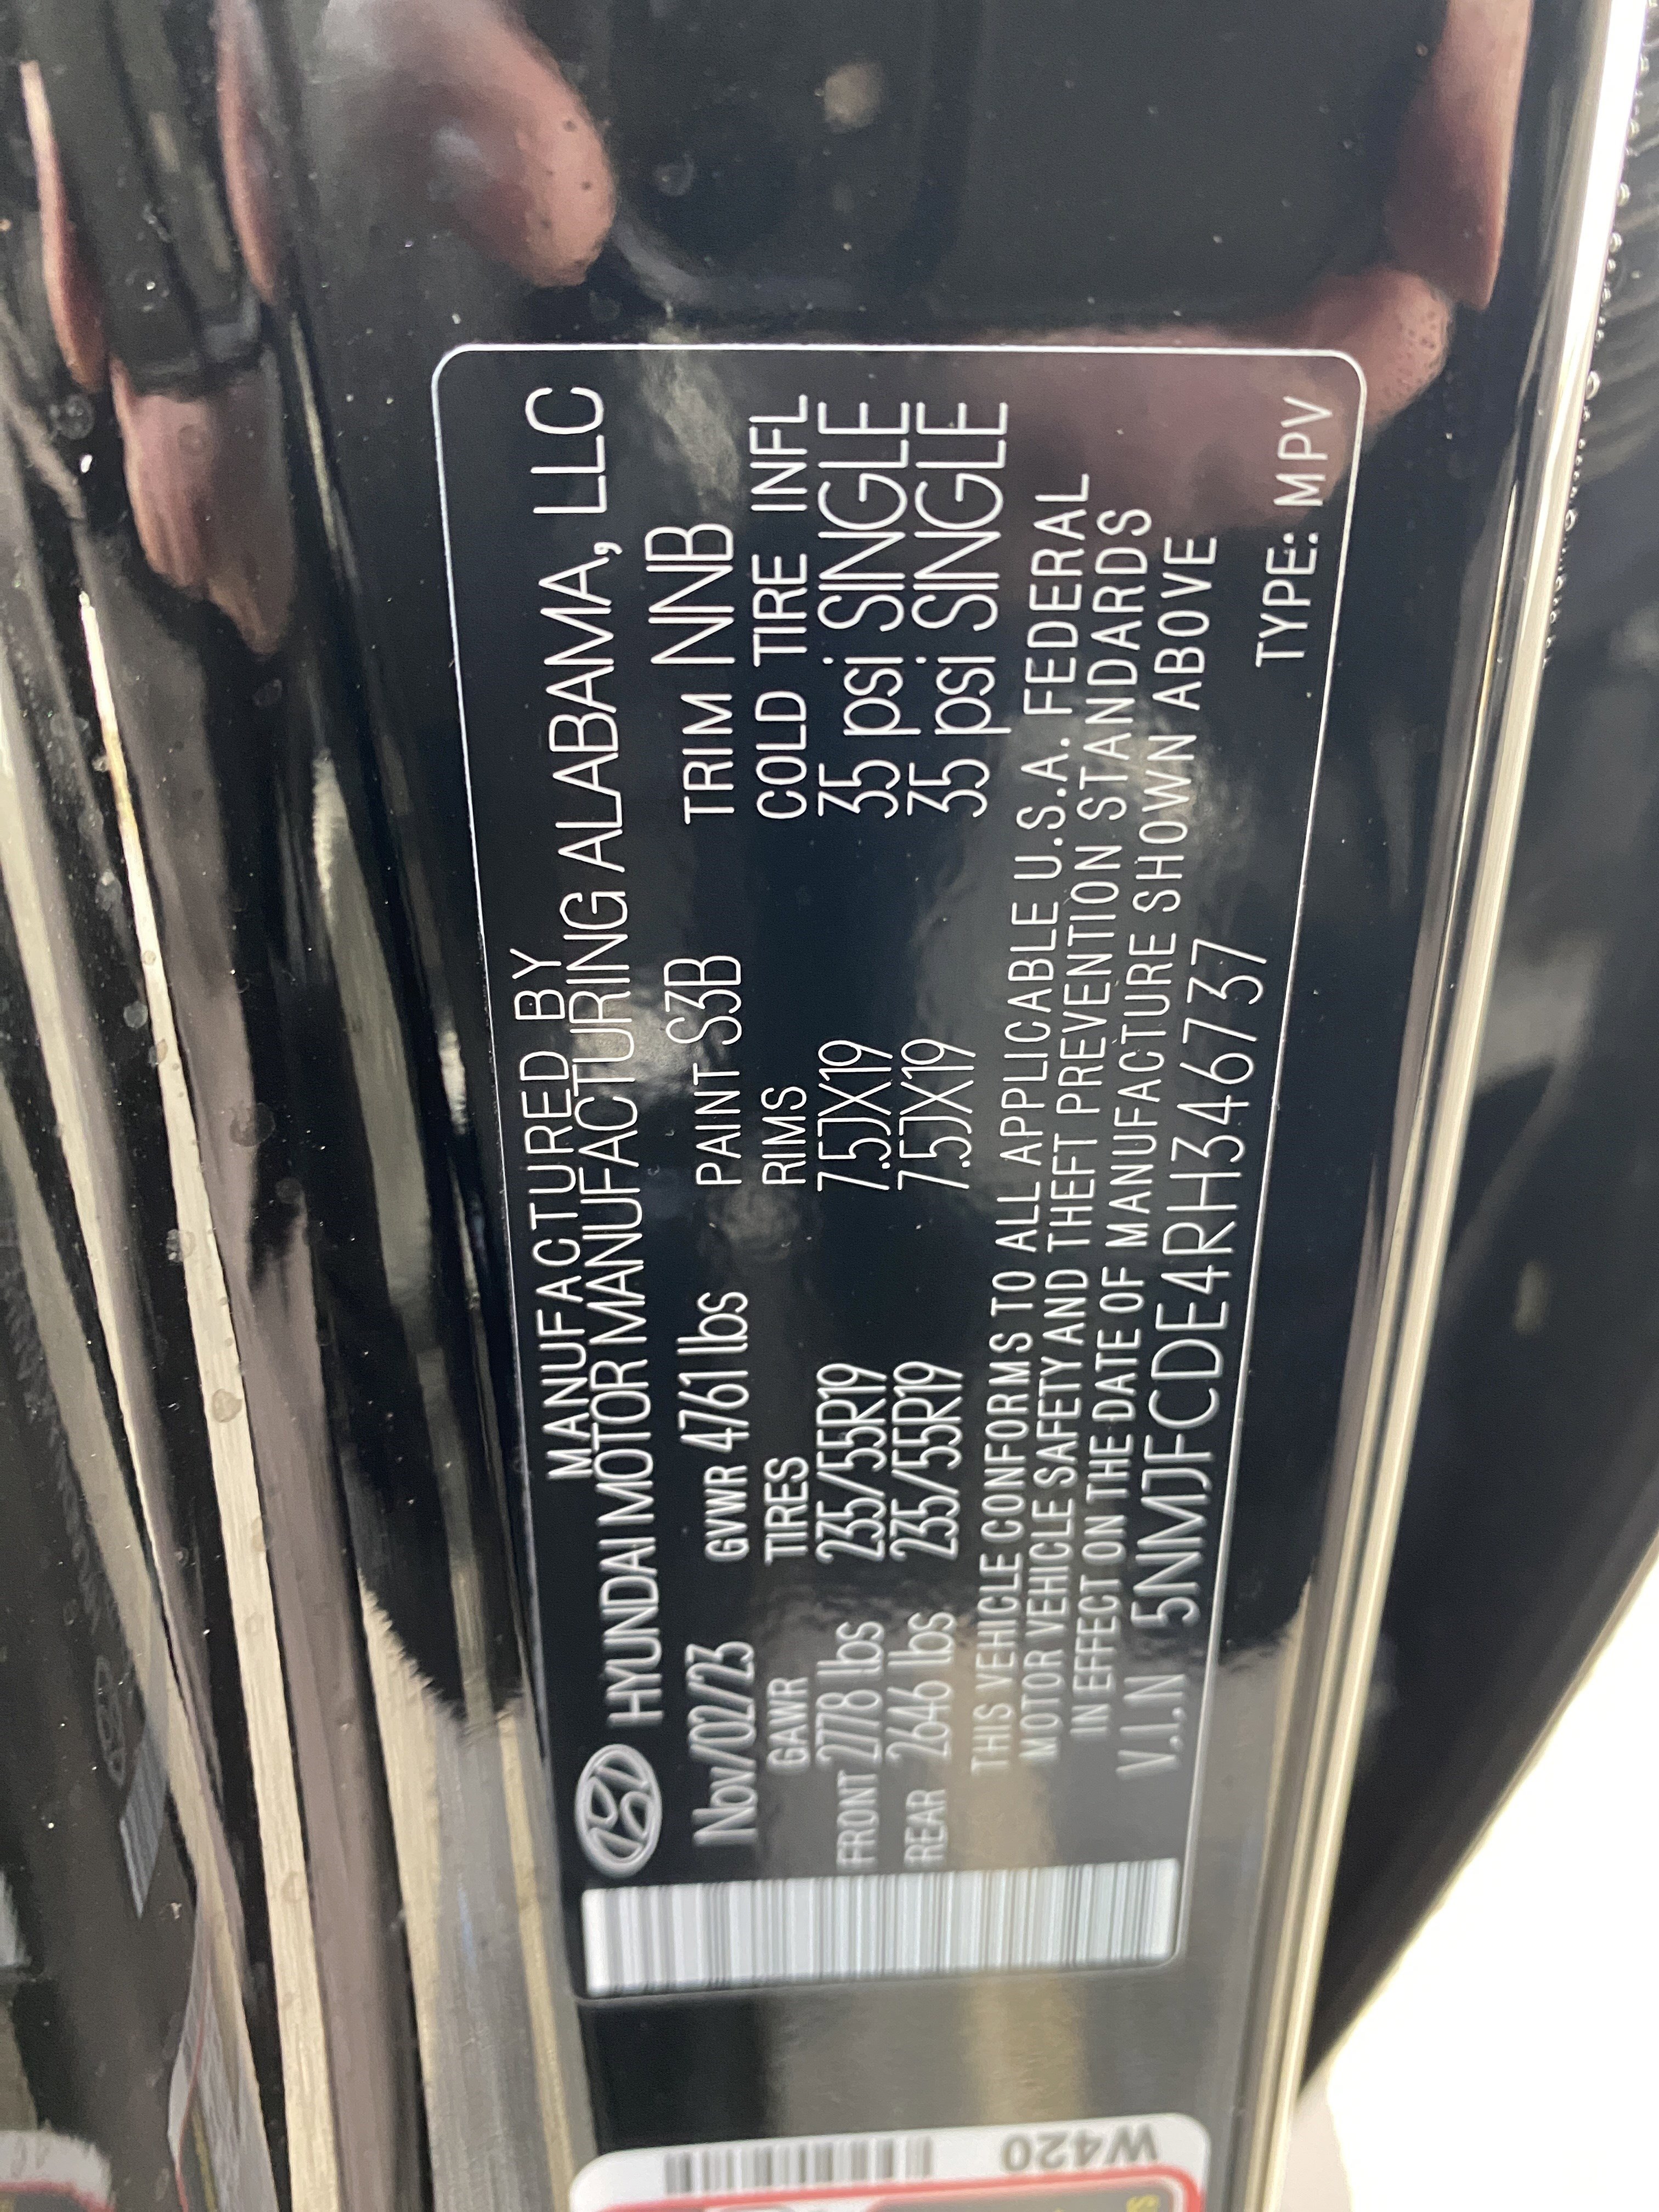 MANUFACTURED BY
HYUNDAI MOTOR MANUFACTURING ALABAMA, LLC
Nov/02/23 GVWR 4761 lbs PAINT S3B TRIM NNB
GAWR TIRES RIMS COLD TIRE INFL
FRONT 2778 lbs 235/55R19 7.5JX19 35 psi SINGLE
REAR 2646 lbs 235/55R19 7.5JX19 35 psi SINGLE
THIS VEHICLE CONFORMS TO ALL APPLICABLE U.S.A. FEDERAL
MOTOR VEHICLE SAFETY AND THEFT PREVENTION STANDARDS
IN EFFECT ON THE DATE OF MANUFACTURE SHOWN ABOVE
V.I.N 5NMJFCDE4RH346737 TYPE: MPV
W420